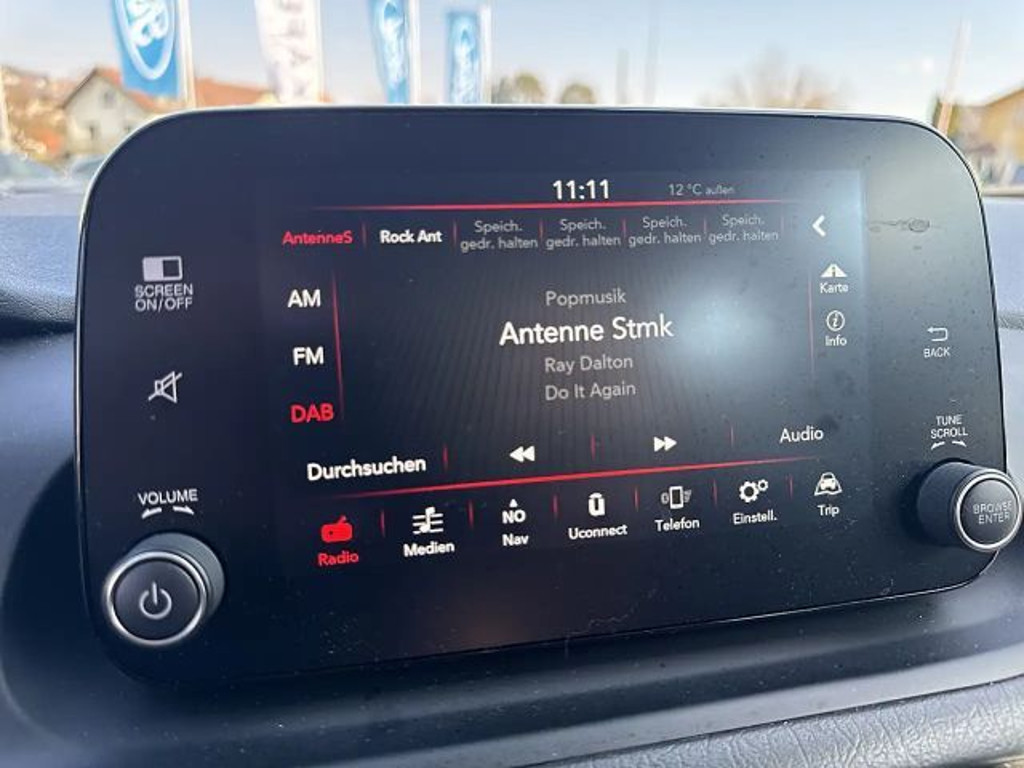 11:11
12 °C außen
AntenneS
Rock Ant
Speich.
gedr. halten
Speich.
gedr. halten
Speich.
gedr. halten
Speich.
gedr. halten
SCREEN
ON/OFF
AM
FM
DAB
Popmusik
Antenne Stmk
Ray Dalton
Do It Again
Karte
Info
BACK
TUNE
SCROLL
Durchsuchen
Audio
VOLUME
Radio
Medien
NO
Nav
Uconnect
Telefon
Einstell.
Trip
BROWSE
ENTER